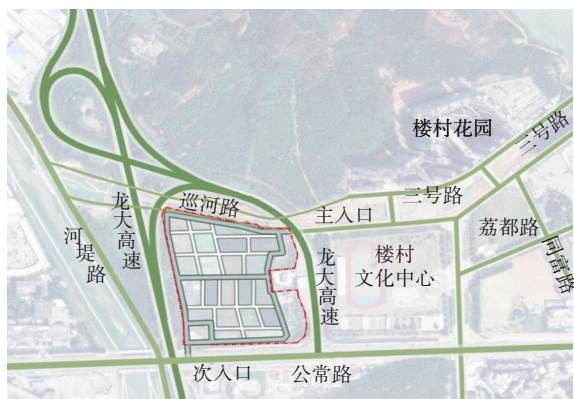 楼村花园
三号路
三号路
巡河路
主入口
荔都路
龙大高速
河堤路
楼村
文化中心
龙大高速
同富路
次入口
公常路